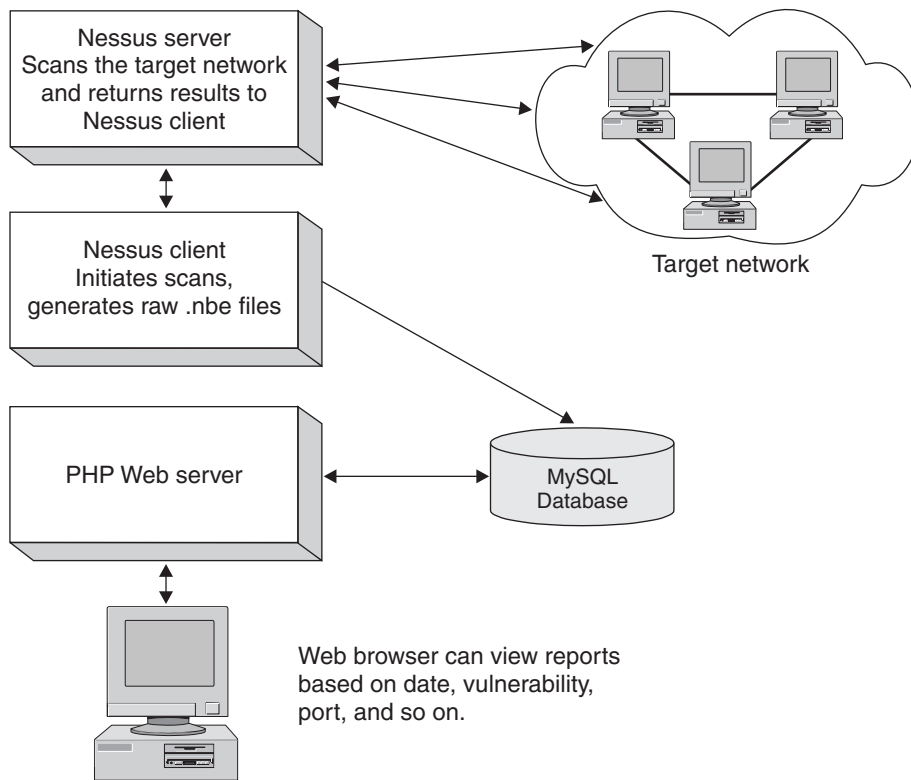 Nessus server
Scans the target network
and returns results to
Nessus client
Target network
Nessus client
Initiates scans,
generates raw .nbe files
PHP Web server
MySQL
Database
Web browser can view reports
based on date, vulnerability,
port, and so on.